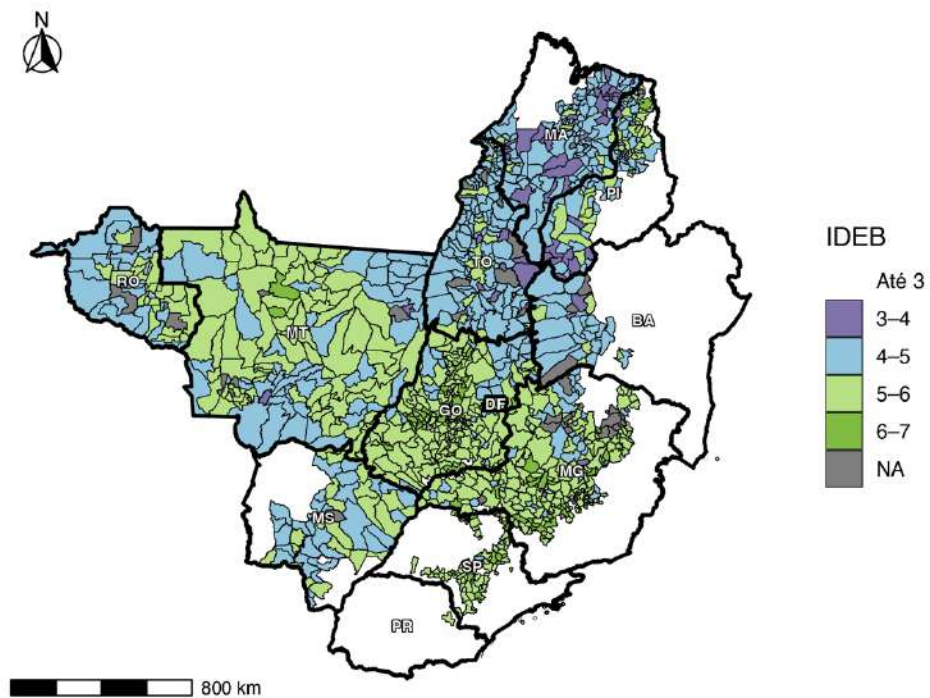 N
MA
PI
TO
RO
MT
BA
GO
DF
MG
MS
SP
PR
IDEB
Até 3
3–4
4–5
5–6
6–7
NA
800 km